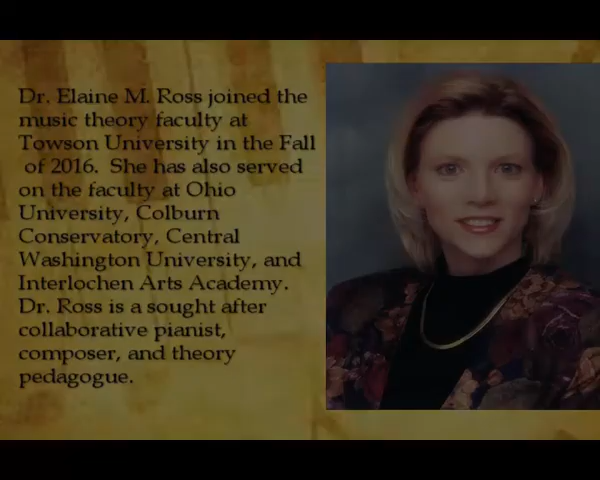 Dr. Elaine M. Ross joined the
music theory faculty at
Towson University in the Fall
of 2016. She has also served
on the faculty at Ohio
University, Colburn
Conservatory, Central
Washington University, and
Interlochen Arts Academy.
Dr. Ross is a sought after
collaborative pianist,
composer, and theory
pedagogue.